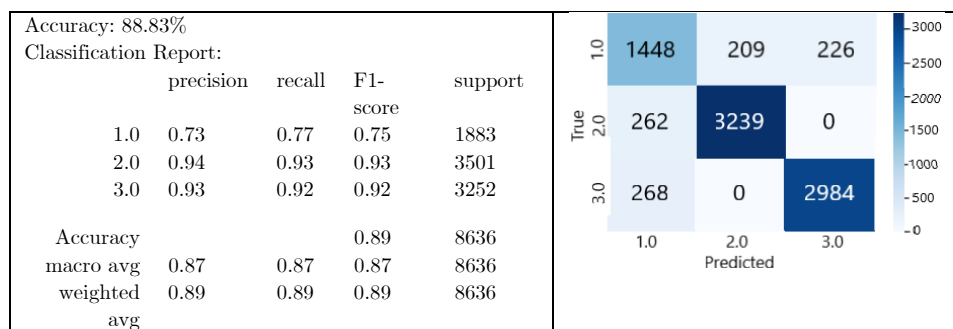 Accuracy: 88.83%
Classification Report:
precision recall F1-score support
1.0 0.73 0.77 0.75 1883
2.0 0.94 0.93 0.93 3501
3.0 0.93 0.92 0.92 3252
Accuracy 0.89 8636
macro avg 0.87 0.87 0.87 8636
weighted avg 0.89 0.89 0.89 8636
True
1.0 1448 209 226
2.0 262 3239 0
3.0 268 0 2984
1.0 2.0 3.0
Predicted
3000
2500
2000
1500
1000
500
0